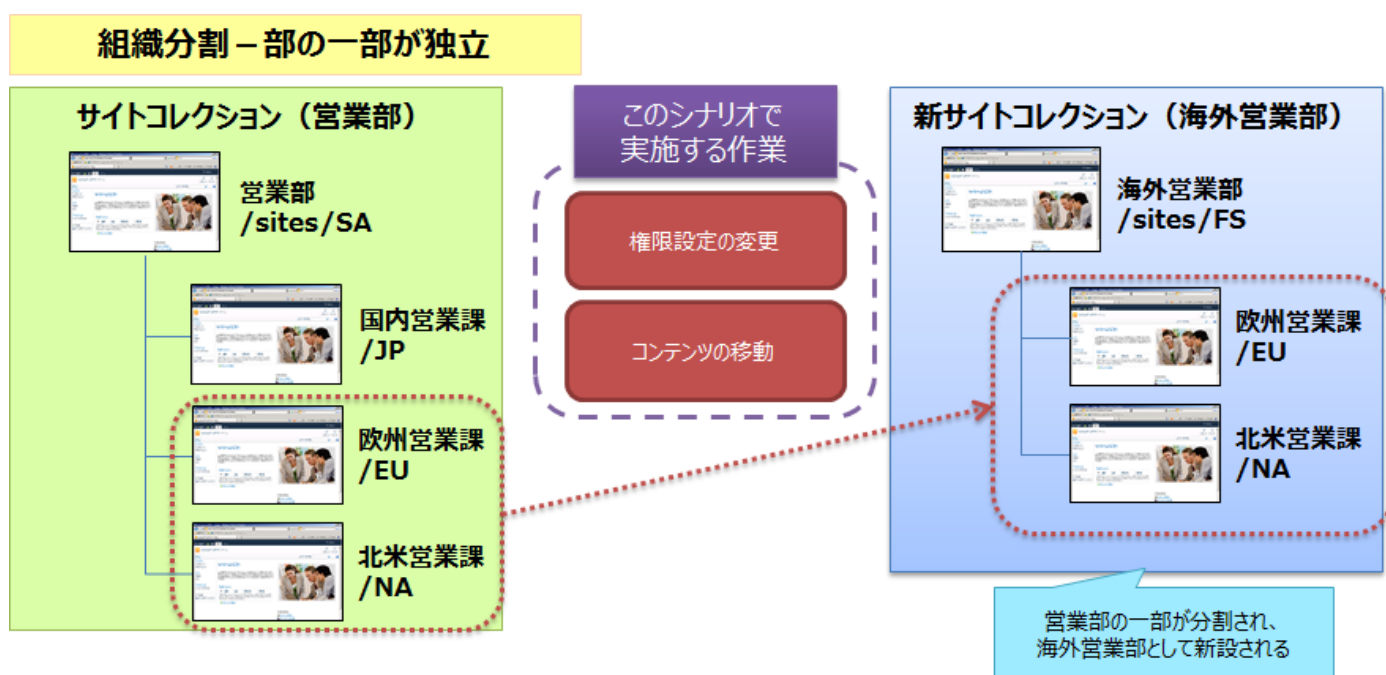 組織分割－部の一部が独立
サイトコレクション（営業部）
営業部
/sites/SA
国内営業課
/JP
欧州営業課
/EU
北米営業課
/NA
このシナリオで
実施する作業
権限設定の変更
コンテンツの移動
新サイトコレクション（海外営業部）
海外営業部
/sites/FS
欧州営業課
/EU
北米営業課
/NA
営業部の一部が分割され、
海外営業部として新設される